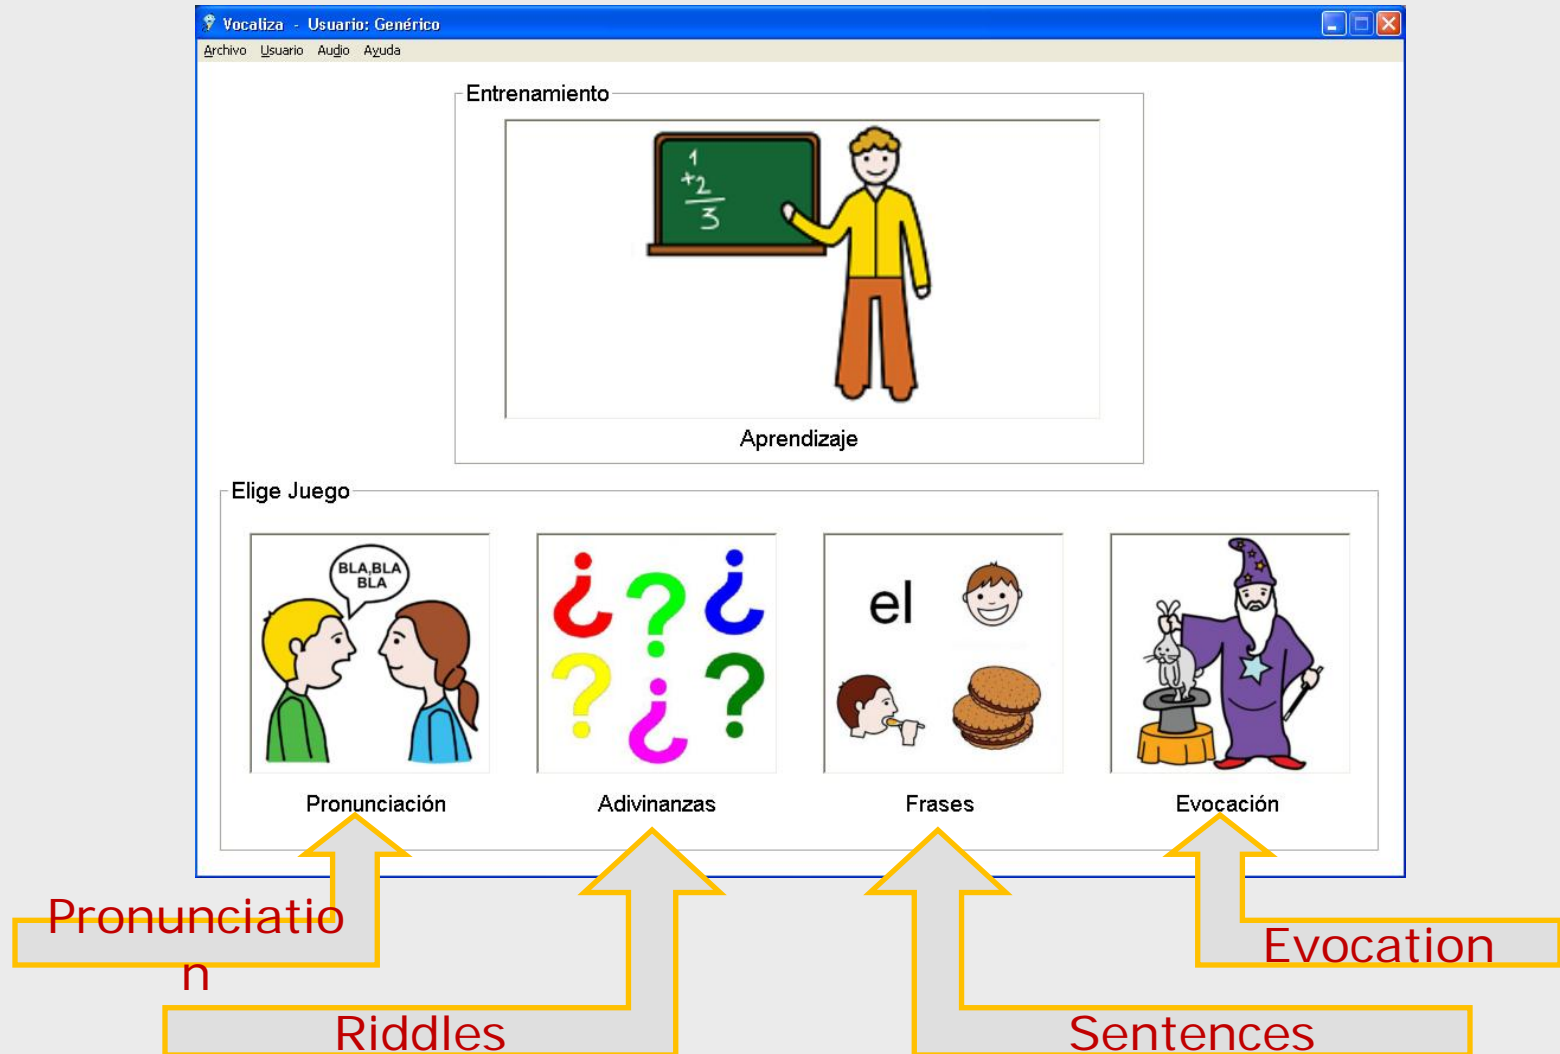 Vocaliza - Usuario: Genérico
Archivo Usuario Audio Ayuda
Entrenamiento
1
+2
3
Aprendizaje
Elige Juego
BLA,BLA
BLA
¿ ? ¿
el
? ¿ ?
Pronunciación Adivinanzas Frases Evocación
Pronunciatio
n
Evocation
Riddles Sentences